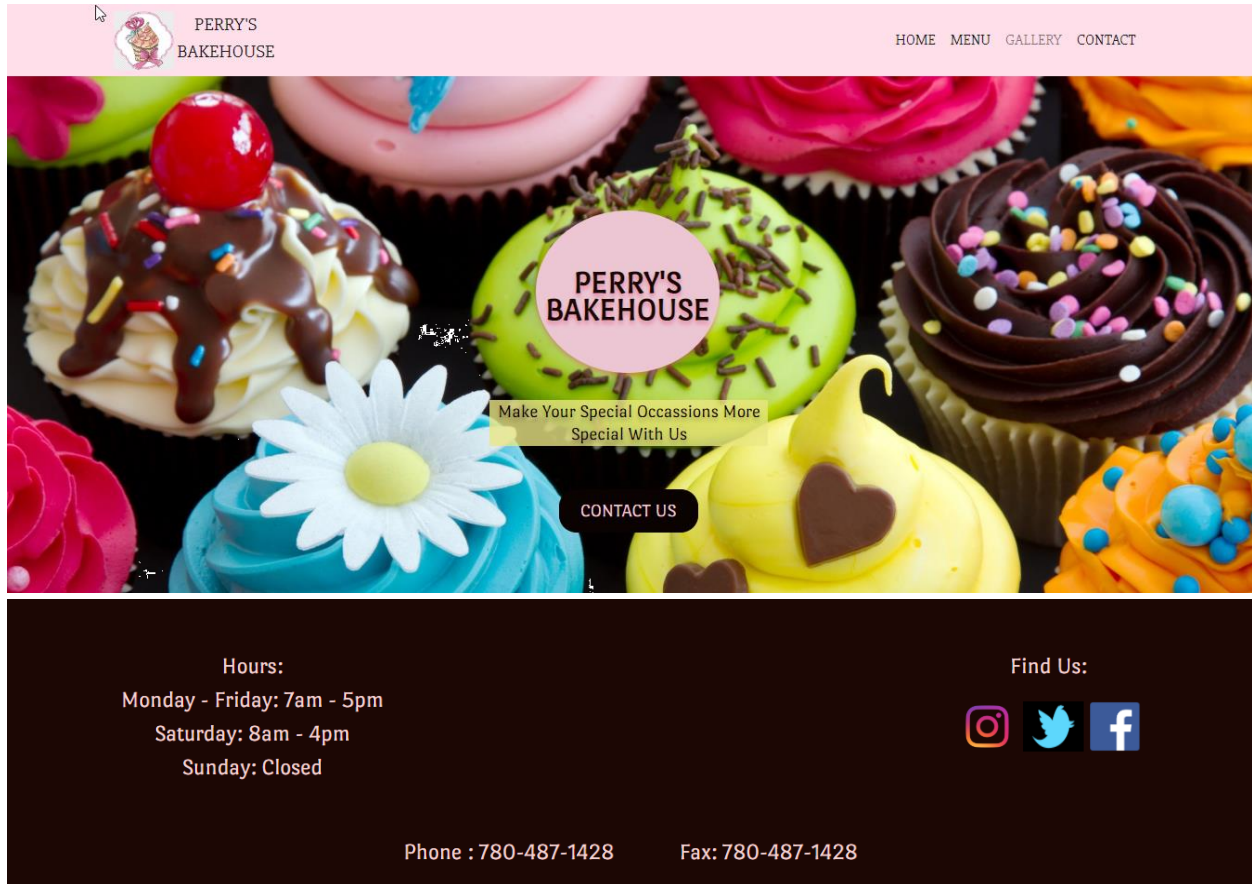 PERRY'S
BAKEHOUSE
HOME MENU GALLERY CONTACT
PERRY'S
BAKEHOUSE
Make Your Special Occassions More
Special With Us
CONTACT US
Hours:
Monday - Friday: 7am - 5pm
Saturday: 8am - 4pm
Sunday: Closed
Find Us:
Phone : 780-487-1428 Fax: 780-487-1428